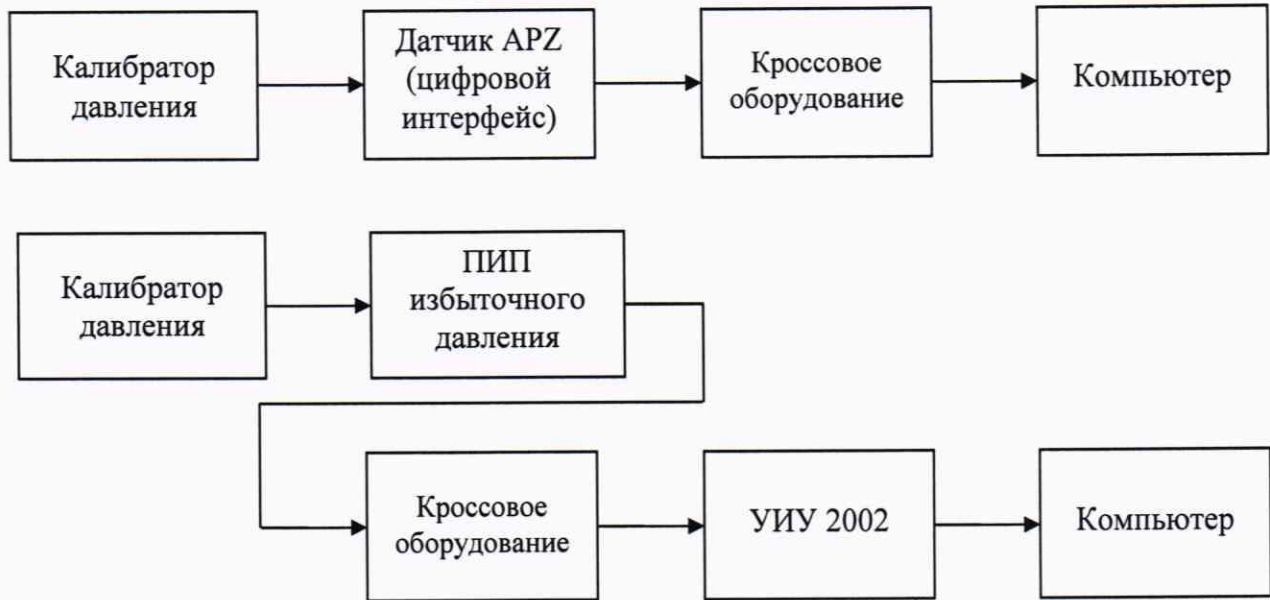 Калибратор
давления
Датчик APZ
(цифровой
интерфейс)
Кроссовое
оборудование
Компьютер
Калибратор
давления
ПИП
избыточного
давления
Кроссовое
оборудование
УИУ 2002
Компьютер